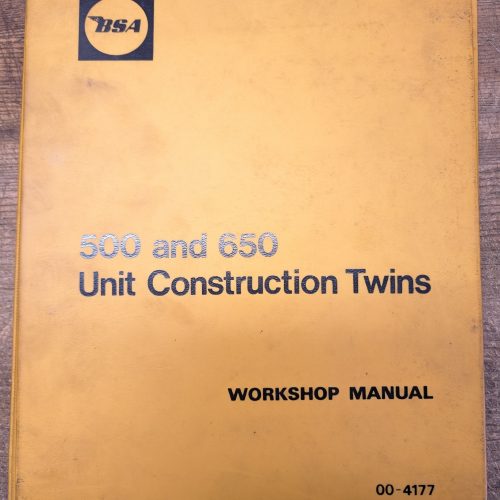 BSA
500 and 650
Unit Construction Twins
WORKSHOP MANUAL
00-4177